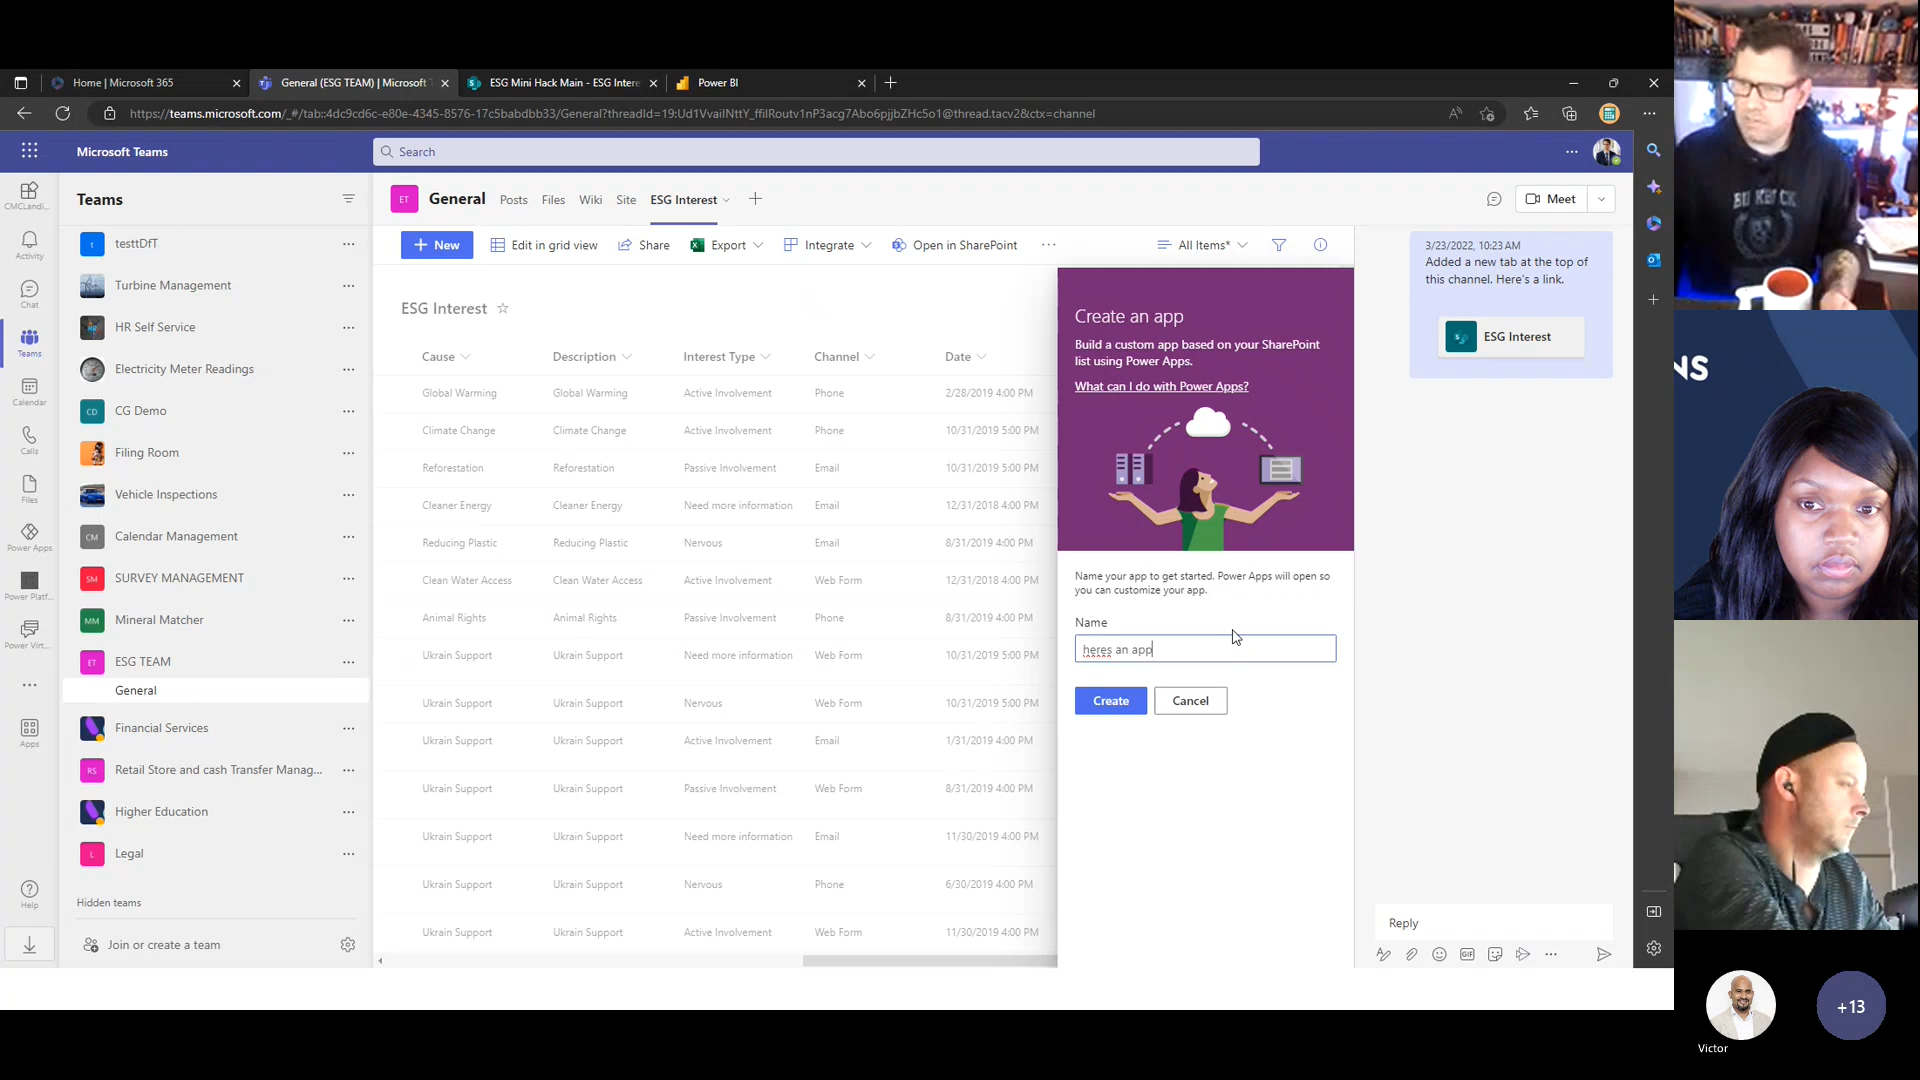 Home | Microsoft 365
General (ESG TEAM) | Microsoft T
ESG Mini Hack Main - ESG Intere
Power BI
https://teams.microsoft.com/_#/tab::4dc9cd6c-e80e-4345-8576-17c5babdbb33/General?threadId=19:Ud1VvaiINttY_ffilRoutv1nP3acg7Abo6pjjbZHc5o1@thread.tacv2&ctx=channel
Microsoft Teams
Search
CMCLandi...
Activity
Chat
Teams
Calendar
Calls
Files
Power Apps
Power Platf...
Power Virt...
Apps
Help
Teams
testtDfT
Turbine Management
HR Self Service
Electricity Meter Readings
CD CG Demo
Filing Room
Vehicle Inspections
CM Calendar Management
SM SURVEY MANAGEMENT
MM Mineral Matcher
ET ESG TEAM
General
Financial Services
RS Retail Store and cash Transfer Manag...
Higher Education
L Legal
Hidden teams
Join or create a team
ET General Posts Files Wiki Site ESG Interest
Meet
New Edit in grid view Share Export Integrate Open in SharePoint All Items*
ESG Interest
Cause Description Interest Type Channel Date
Global Warming Global Warming Active Involvement Phone 2/28/2019 4:00 PM
Climate Change Climate Change Active Involvement Phone 10/31/2019 5:00 PM
Reforestation Reforestation Passive Involvement Email 10/31/2019 5:00 PM
Cleaner Energy Cleaner Energy Need more information Email 12/31/2018 4:00 PM
Reducing Plastic Reducing Plastic Nervous Email 8/31/2019 4:00 PM
Clean Water Access Clean Water Access Active Involvement Web Form 12/31/2018 4:00 PM
Animal Rights Animal Rights Passive Involvement Phone 8/31/2019 4:00 PM
Ukrain Support Ukrain Support Need more information Web Form 10/31/2019 5:00 PM
Ukrain Support Ukrain Support Nervous Web Form 10/31/2019 5:00 PM
Ukrain Support Ukrain Support Active Involvement Email 1/31/2019 4:00 PM
Ukrain Support Ukrain Support Passive Involvement Web Form 8/31/2019 4:00 PM
Ukrain Support Ukrain Support Need more information Email 11/30/2019 4:00 PM
Ukrain Support Ukrain Support Nervous Phone 6/30/2019 4:00 PM
Ukrain Support Ukrain Support Active Involvement Web Form 11/30/2019 4:00 PM
Create an app
Build a custom app based on your SharePoint
list using Power Apps.
What can I do with Power Apps?
Name your app to get started. Power Apps will open so
you can customize your app.
Name
heres an app
Create Cancel
3/23/2022, 10:23 AM
Added a new tab at the top of
this channel. Here's a link.
ESG Interest
Reply
GIF
NS
Victor
+13